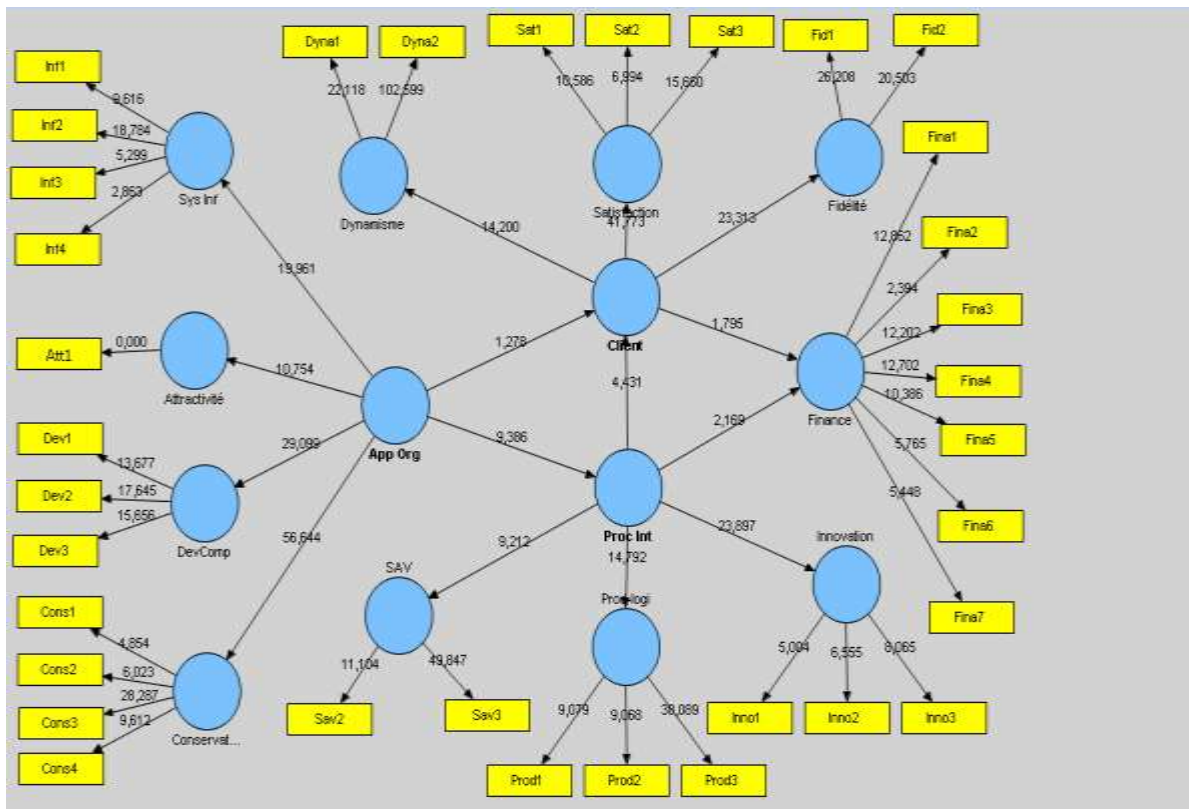 Sat1
Sat2
Sat3
Fid1
Fid2
Dyna1
Dyna2
Inf1
9,616
Inf2
18,784
5,299
Inf3
2,853
Inf4
Sys Inf
22,118
102,599
Dynamisme
10,586
6,994
15,660
Satisfaction
41,773
26,208
20,503
Fidélité
Fina1
12,862
Fina2
2,394
Fina3
12,202
12,702
Fina4
10,386
Fina5
5,765
5,448
Fina6
Fina7
14,200
23,313
19,961
Client
1,278
1,795
4,431
2,169
Finance
Att1
0,000
Attractivité
10,754
App Org
9,386
Dev1
13,677
Dev2
17,645
15,656
Dev3
DevComp
29,099
56,644
Proc Int
9,212
14,792
23,897
SAV
Innovation
Cons1
4,854
Cons2
6,023
28,287
Cons3
9,612
Cons4
Conservat...
11,104
49,847
Sav2
Sav3
9,079
9,068
38,089
Prod1
Prod2
Prod3
5,004
6,555
8,065
Inno1
Inno2
Inno3